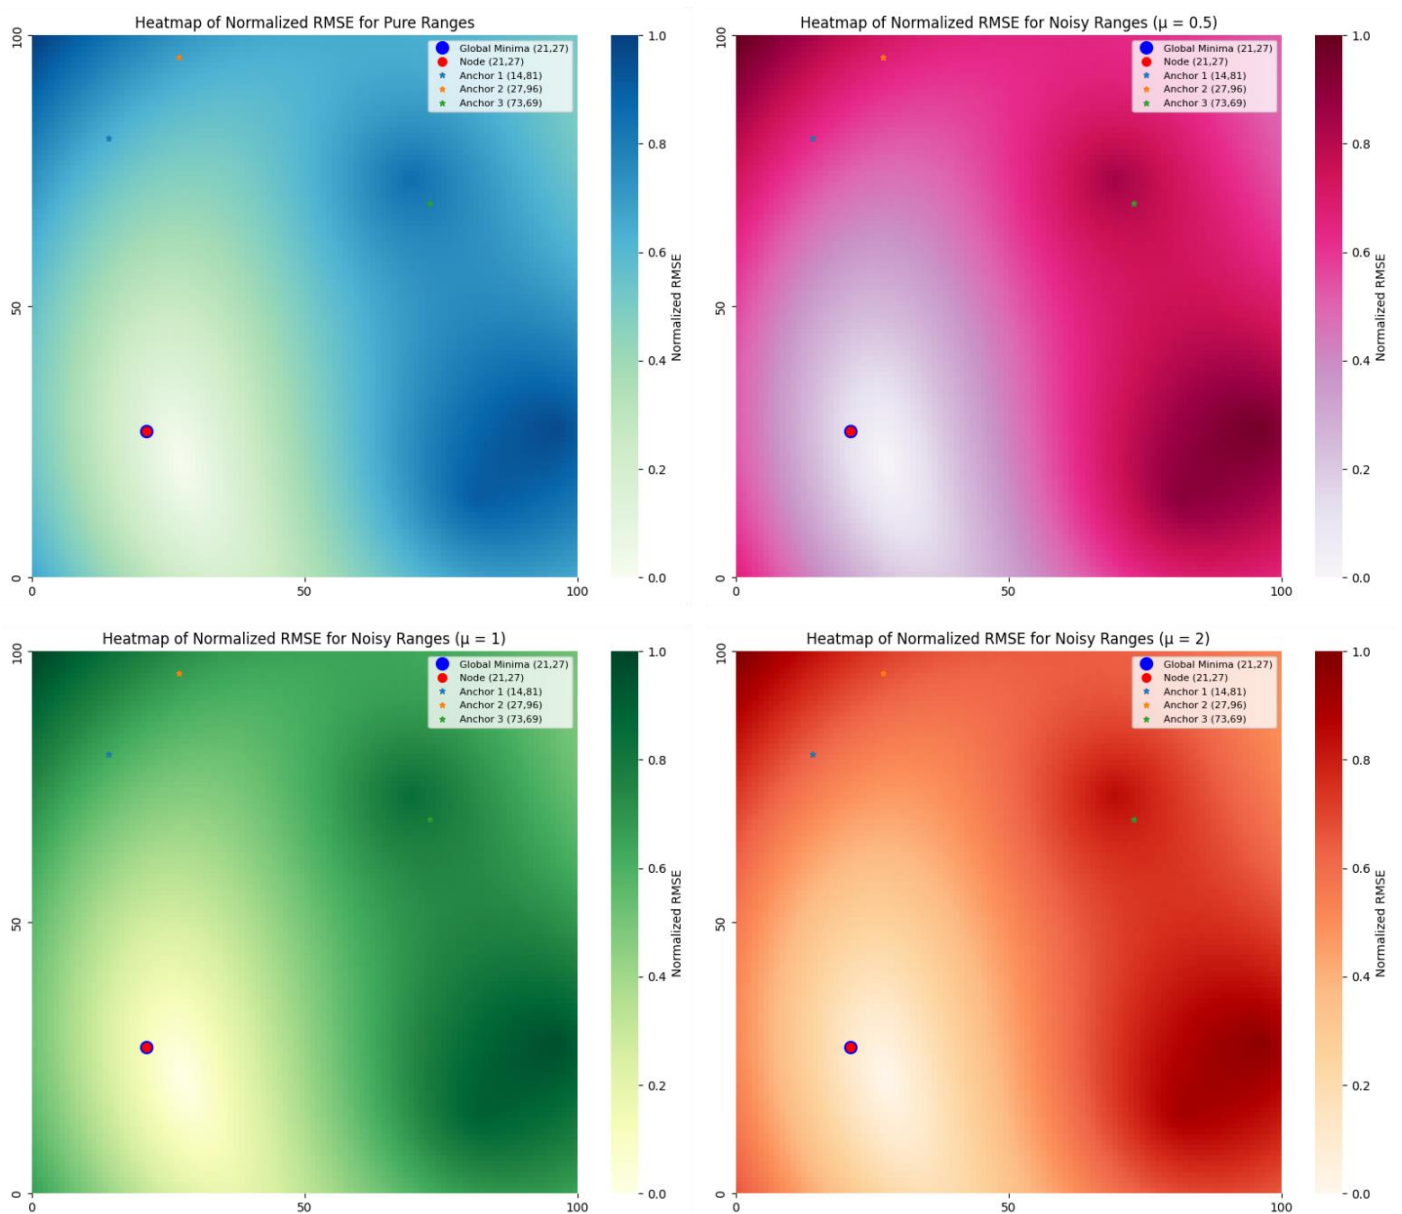 Heatmap of Normalized RMSE for Pure Ranges
Global Minima (21,27)
Node (21,27)
Anchor 1 (14,81)
Anchor 2 (27,96)
Anchor 3 (73,69)
100
50
0
0
50
100
1.0
0.8
0.6
0.4
0.2
0.0
Normalized RMSE
Heatmap of Normalized RMSE for Noisy Ranges (μ = 0.5)
Global Minima (21,27)
Node (21,27)
Anchor 1 (14,81)
Anchor 2 (27,96)
Anchor 3 (73,69)
100
50
0
0
50
100
1.0
0.8
0.6
0.4
0.2
0.0
Normalized RMSE
Heatmap of Normalized RMSE for Noisy Ranges (μ = 1)
Global Minima (21,27)
Node (21,27)
Anchor 1 (14,81)
Anchor 2 (27,96)
Anchor 3 (73,69)
100
50
0
0
50
100
1.0
0.8
0.6
0.4
0.2
0.0
Normalized RMSE
Heatmap of Normalized RMSE for Noisy Ranges (μ = 2)
Global Minima (21,27)
Node (21,27)
Anchor 1 (14,81)
Anchor 2 (27,96)
Anchor 3 (73,69)
100
50
0
0
50
100
1.0
0.8
0.6
0.4
0.2
0.0
Normalized RMSE